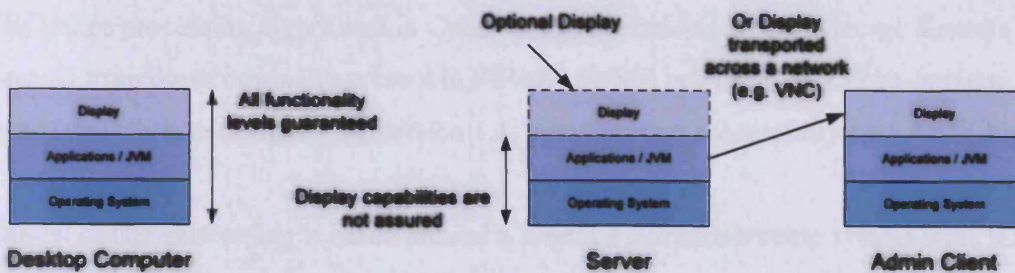 Optional Display
Or Display
transported
across a network
(e.g. VNC)
Display
Applications / JVM
Operating System
All functionality
levels guaranteed
Display capabilities are
not assured
Display
Applications / JVM
Operating System
Display
Applications / JVM
Operating System
Desktop Computer
Server
Admin Client